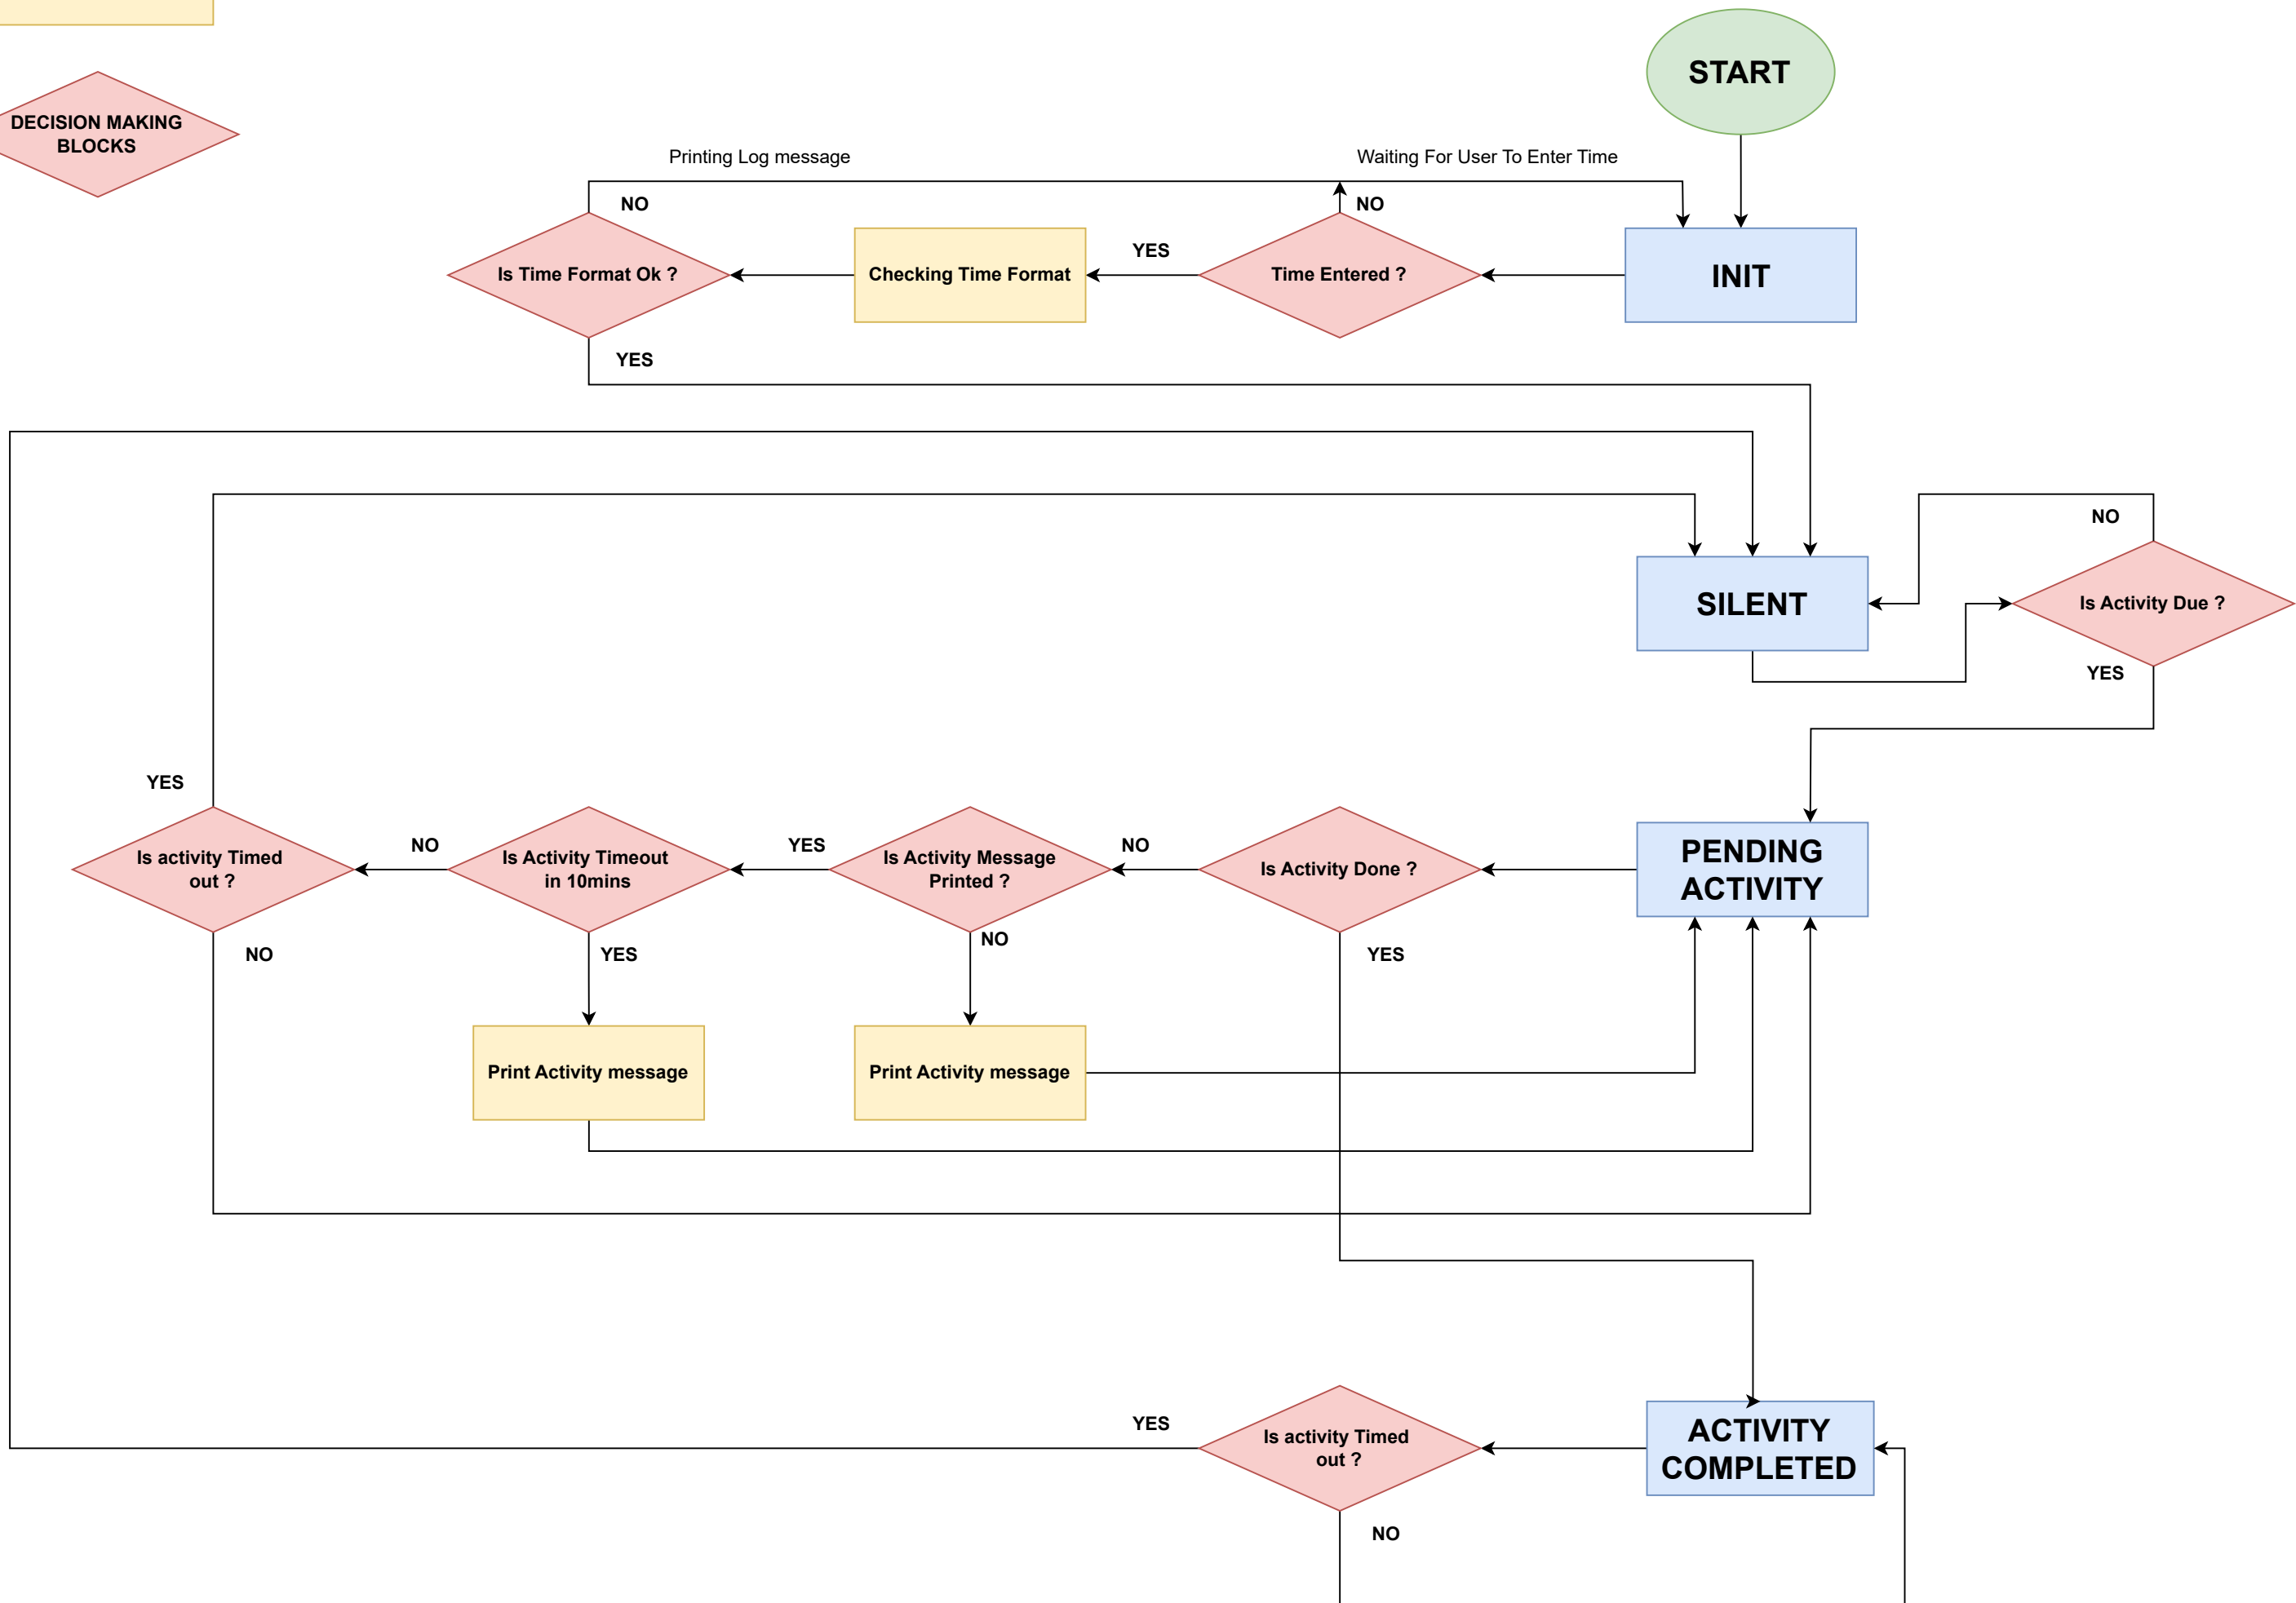 START
DECISION MAKING
BLOCKS
Printing Log message
Waiting For User To Enter Time
NO
NO
YES
Is Time Format Ok ?
Checking Time Format
Time Entered ?
INIT
YES
NO
SILENT
Is Activity Due ?
YES
YES
NO
YES
NO
Is activity Timed
out ?
Is Activity Timeout
in 10mins
Is Activity Message
Printed ?
Is Activity Done ?
PENDING
ACTIVITY
NO
YES
NO
YES
Print Activity message
Print Activity message
YES
Is activity Timed
out ?
ACTIVITY
COMPLETED
NO